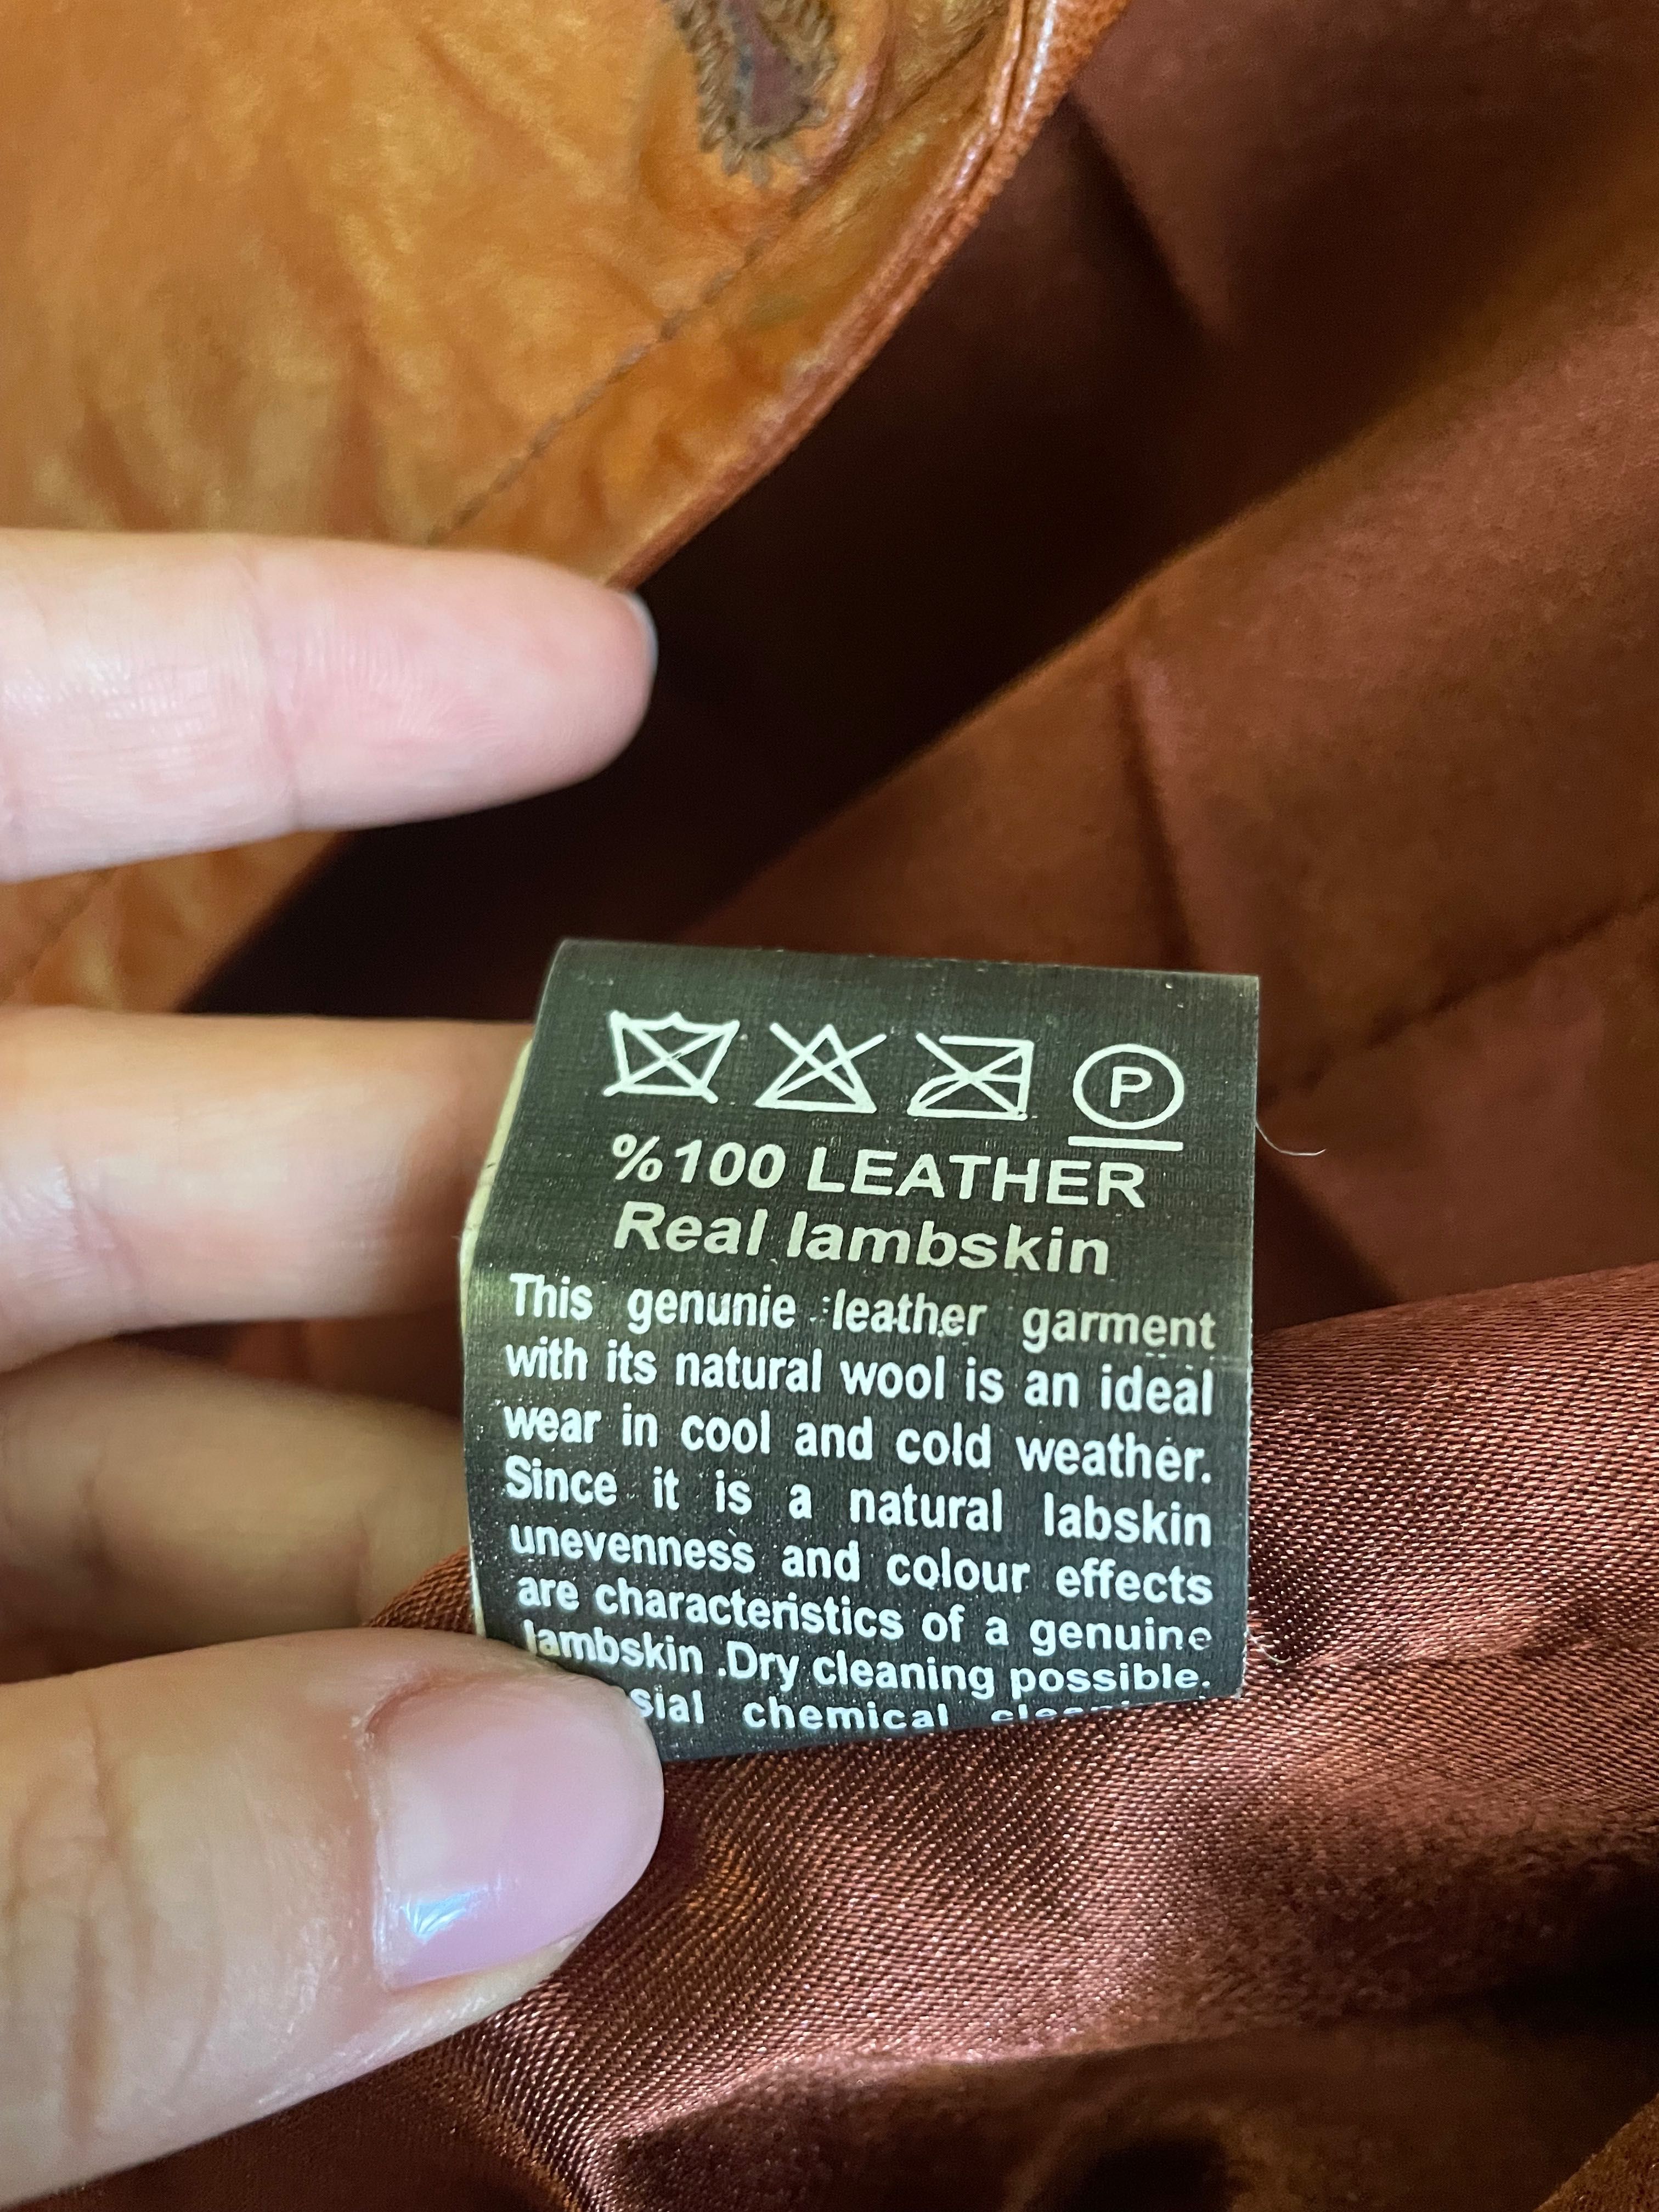 P
%100 LEATHER
Real lambskin
This genunie leather garment
with its natural wool is an ideal
wear in cool and cold weather.
Since it is a natural labskin
unevenness and colour effects
are characteristics of a genuine
lambskin .Dry cleaning possible.
chemical